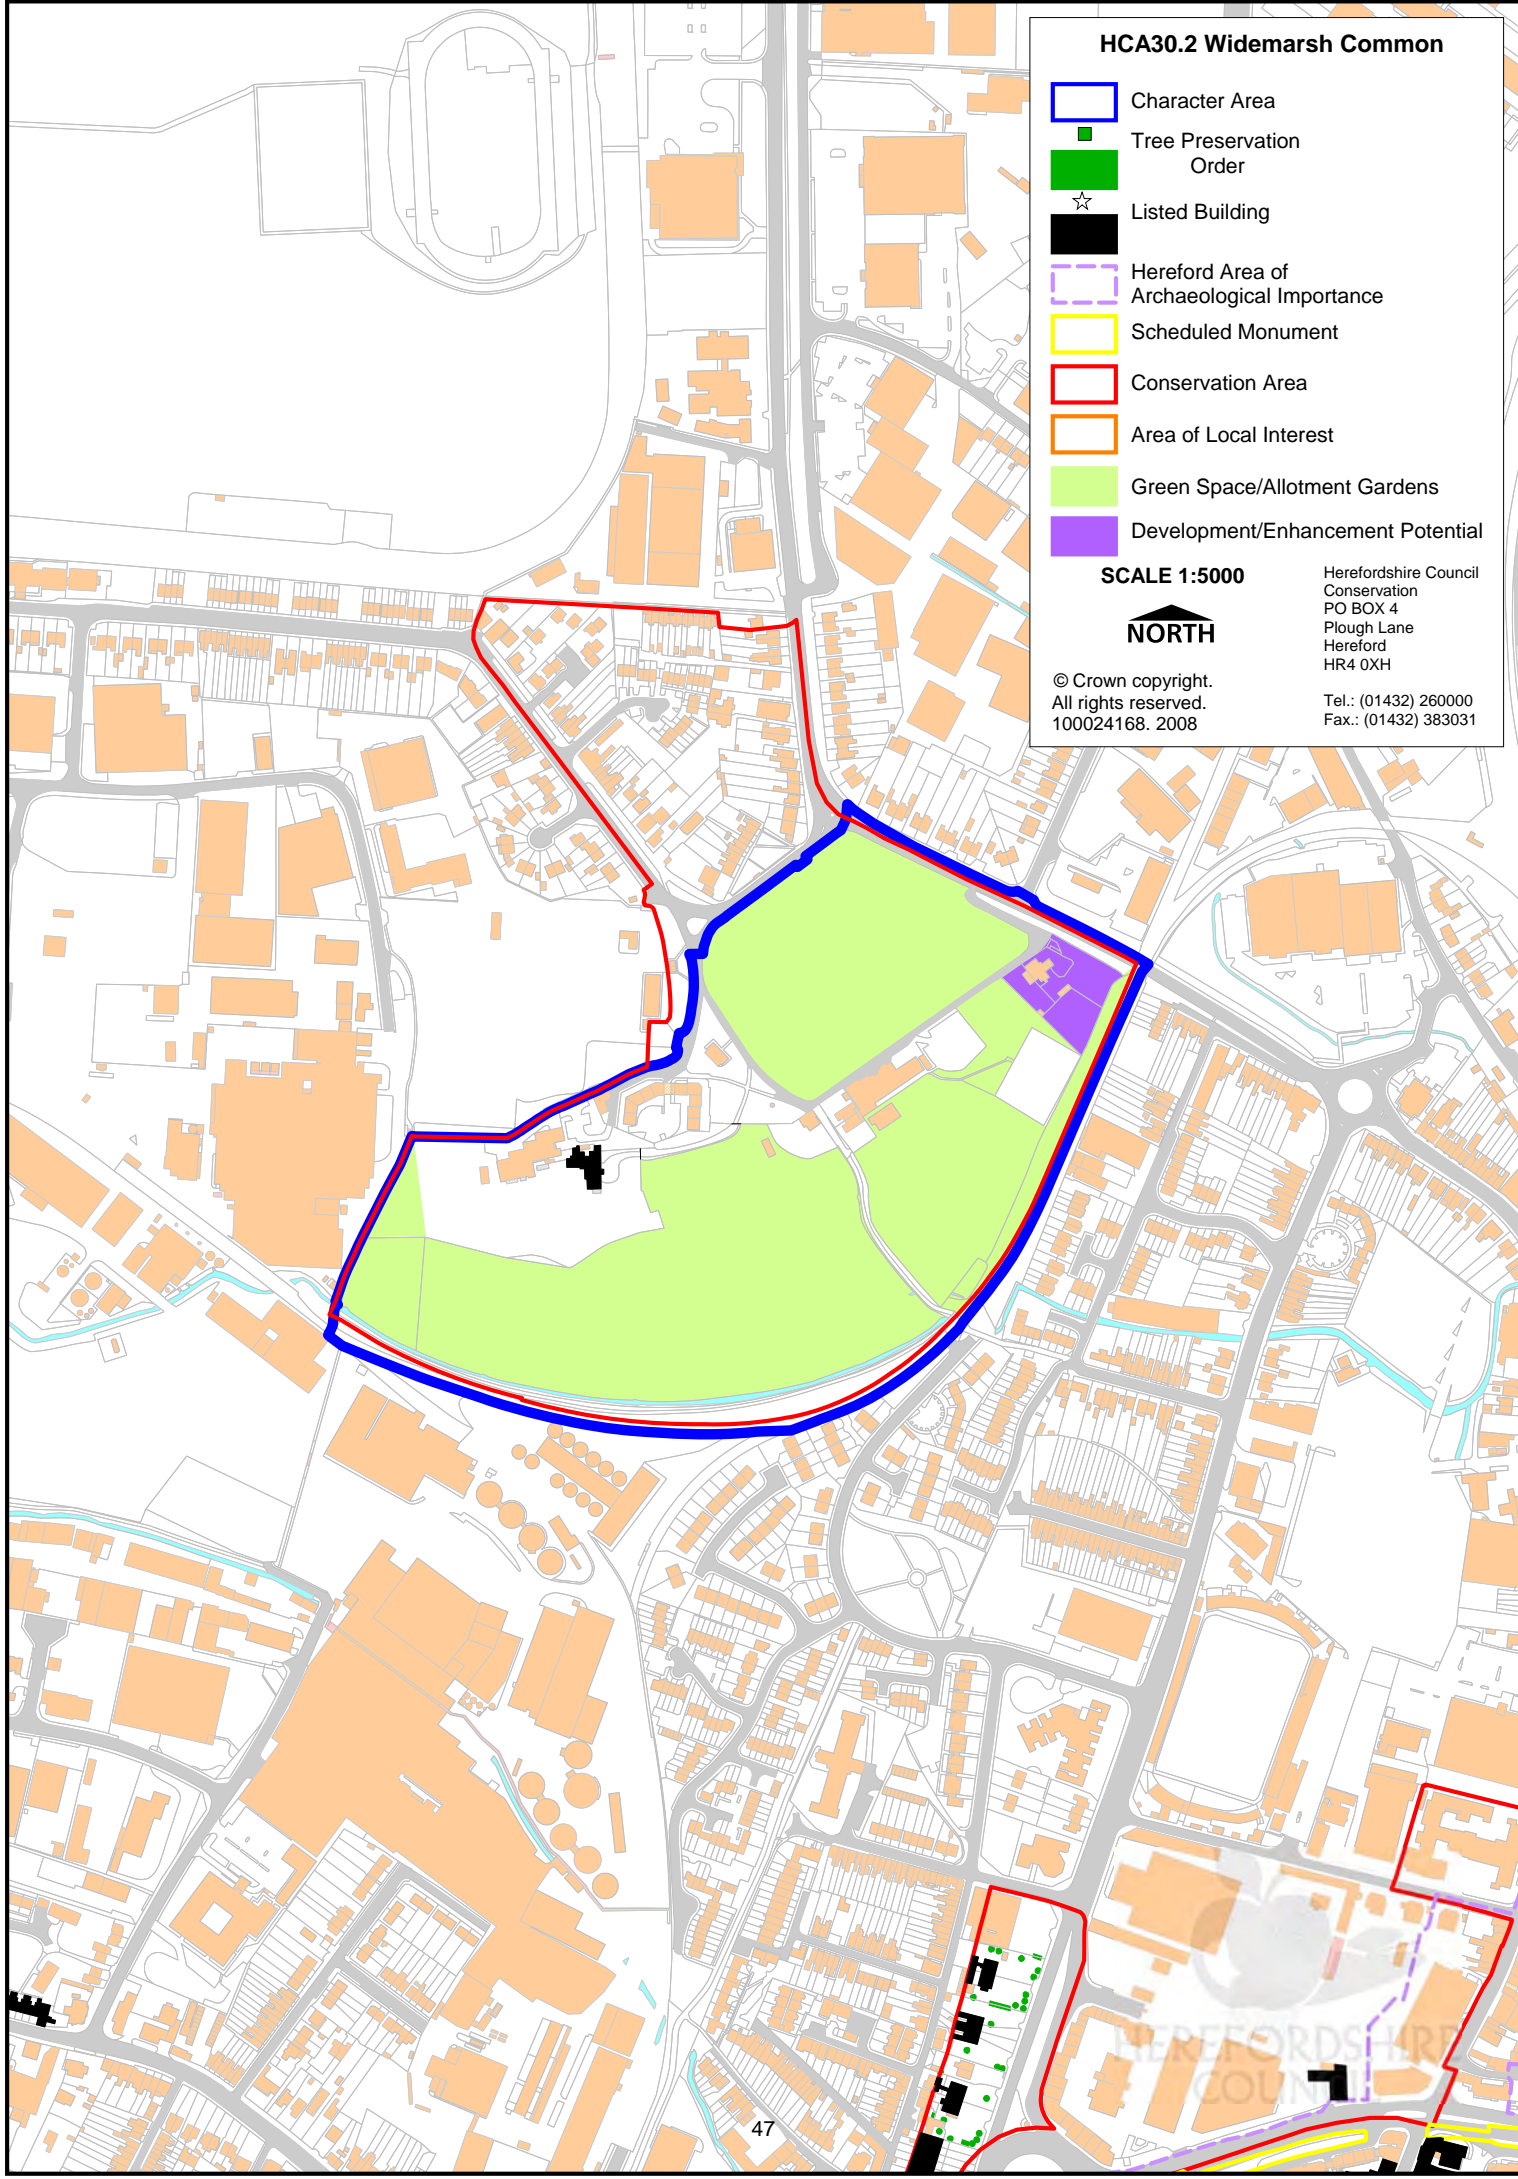 HCA30.2 Widemarsh Common
Character Area
Tree Preservation
Order
Listed Building
Hereford Area of
Archaeological Importance
Scheduled Monument
Conservation Area
Area of Local Interest
Green Space/Allotment Gardens
Development/Enhancement Potential
SCALE 1:5000
NORTH
© Crown copyright.
All rights reserved.
100024168. 2008
Herefordshire Council
Conservation
PO BOX 4
Plough Lane
Hereford
HR4 0XH
Tel.: (01432) 260000
Fax.: (01432) 383031
HEREFORDSHIRE
COUNCIL
47